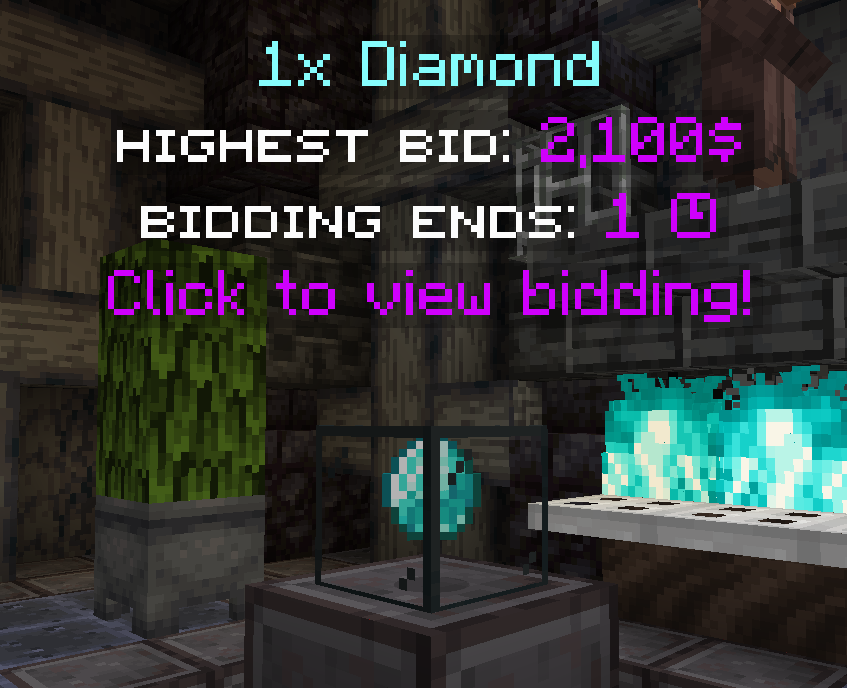 1x Diamond
HIGHEST BID: 2,100$
BIDDING ENDS: 1 🕒
Click to view bidding!